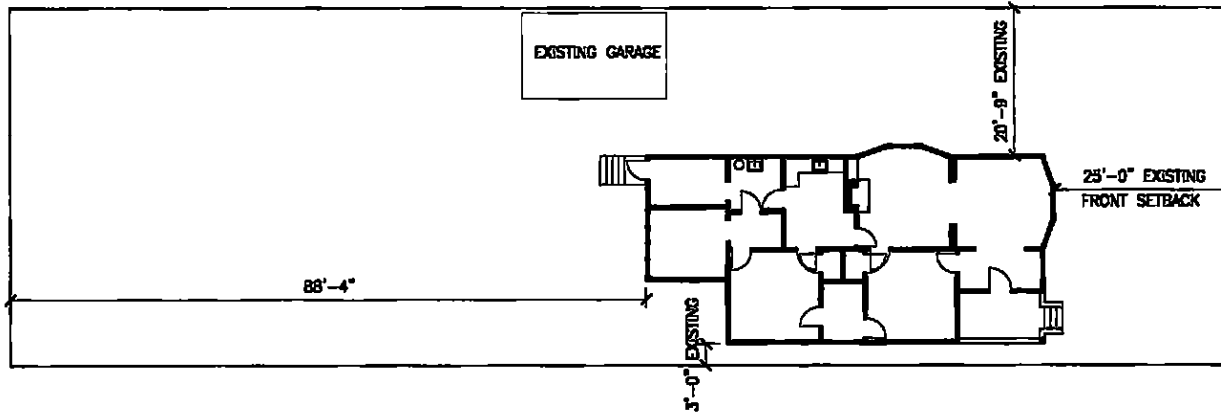 EXISTING GARAGE
20'-9" EXISTING
25'-0" EXISTING
FRONT SETBACK
88'-4"
3'-0" EXISTING